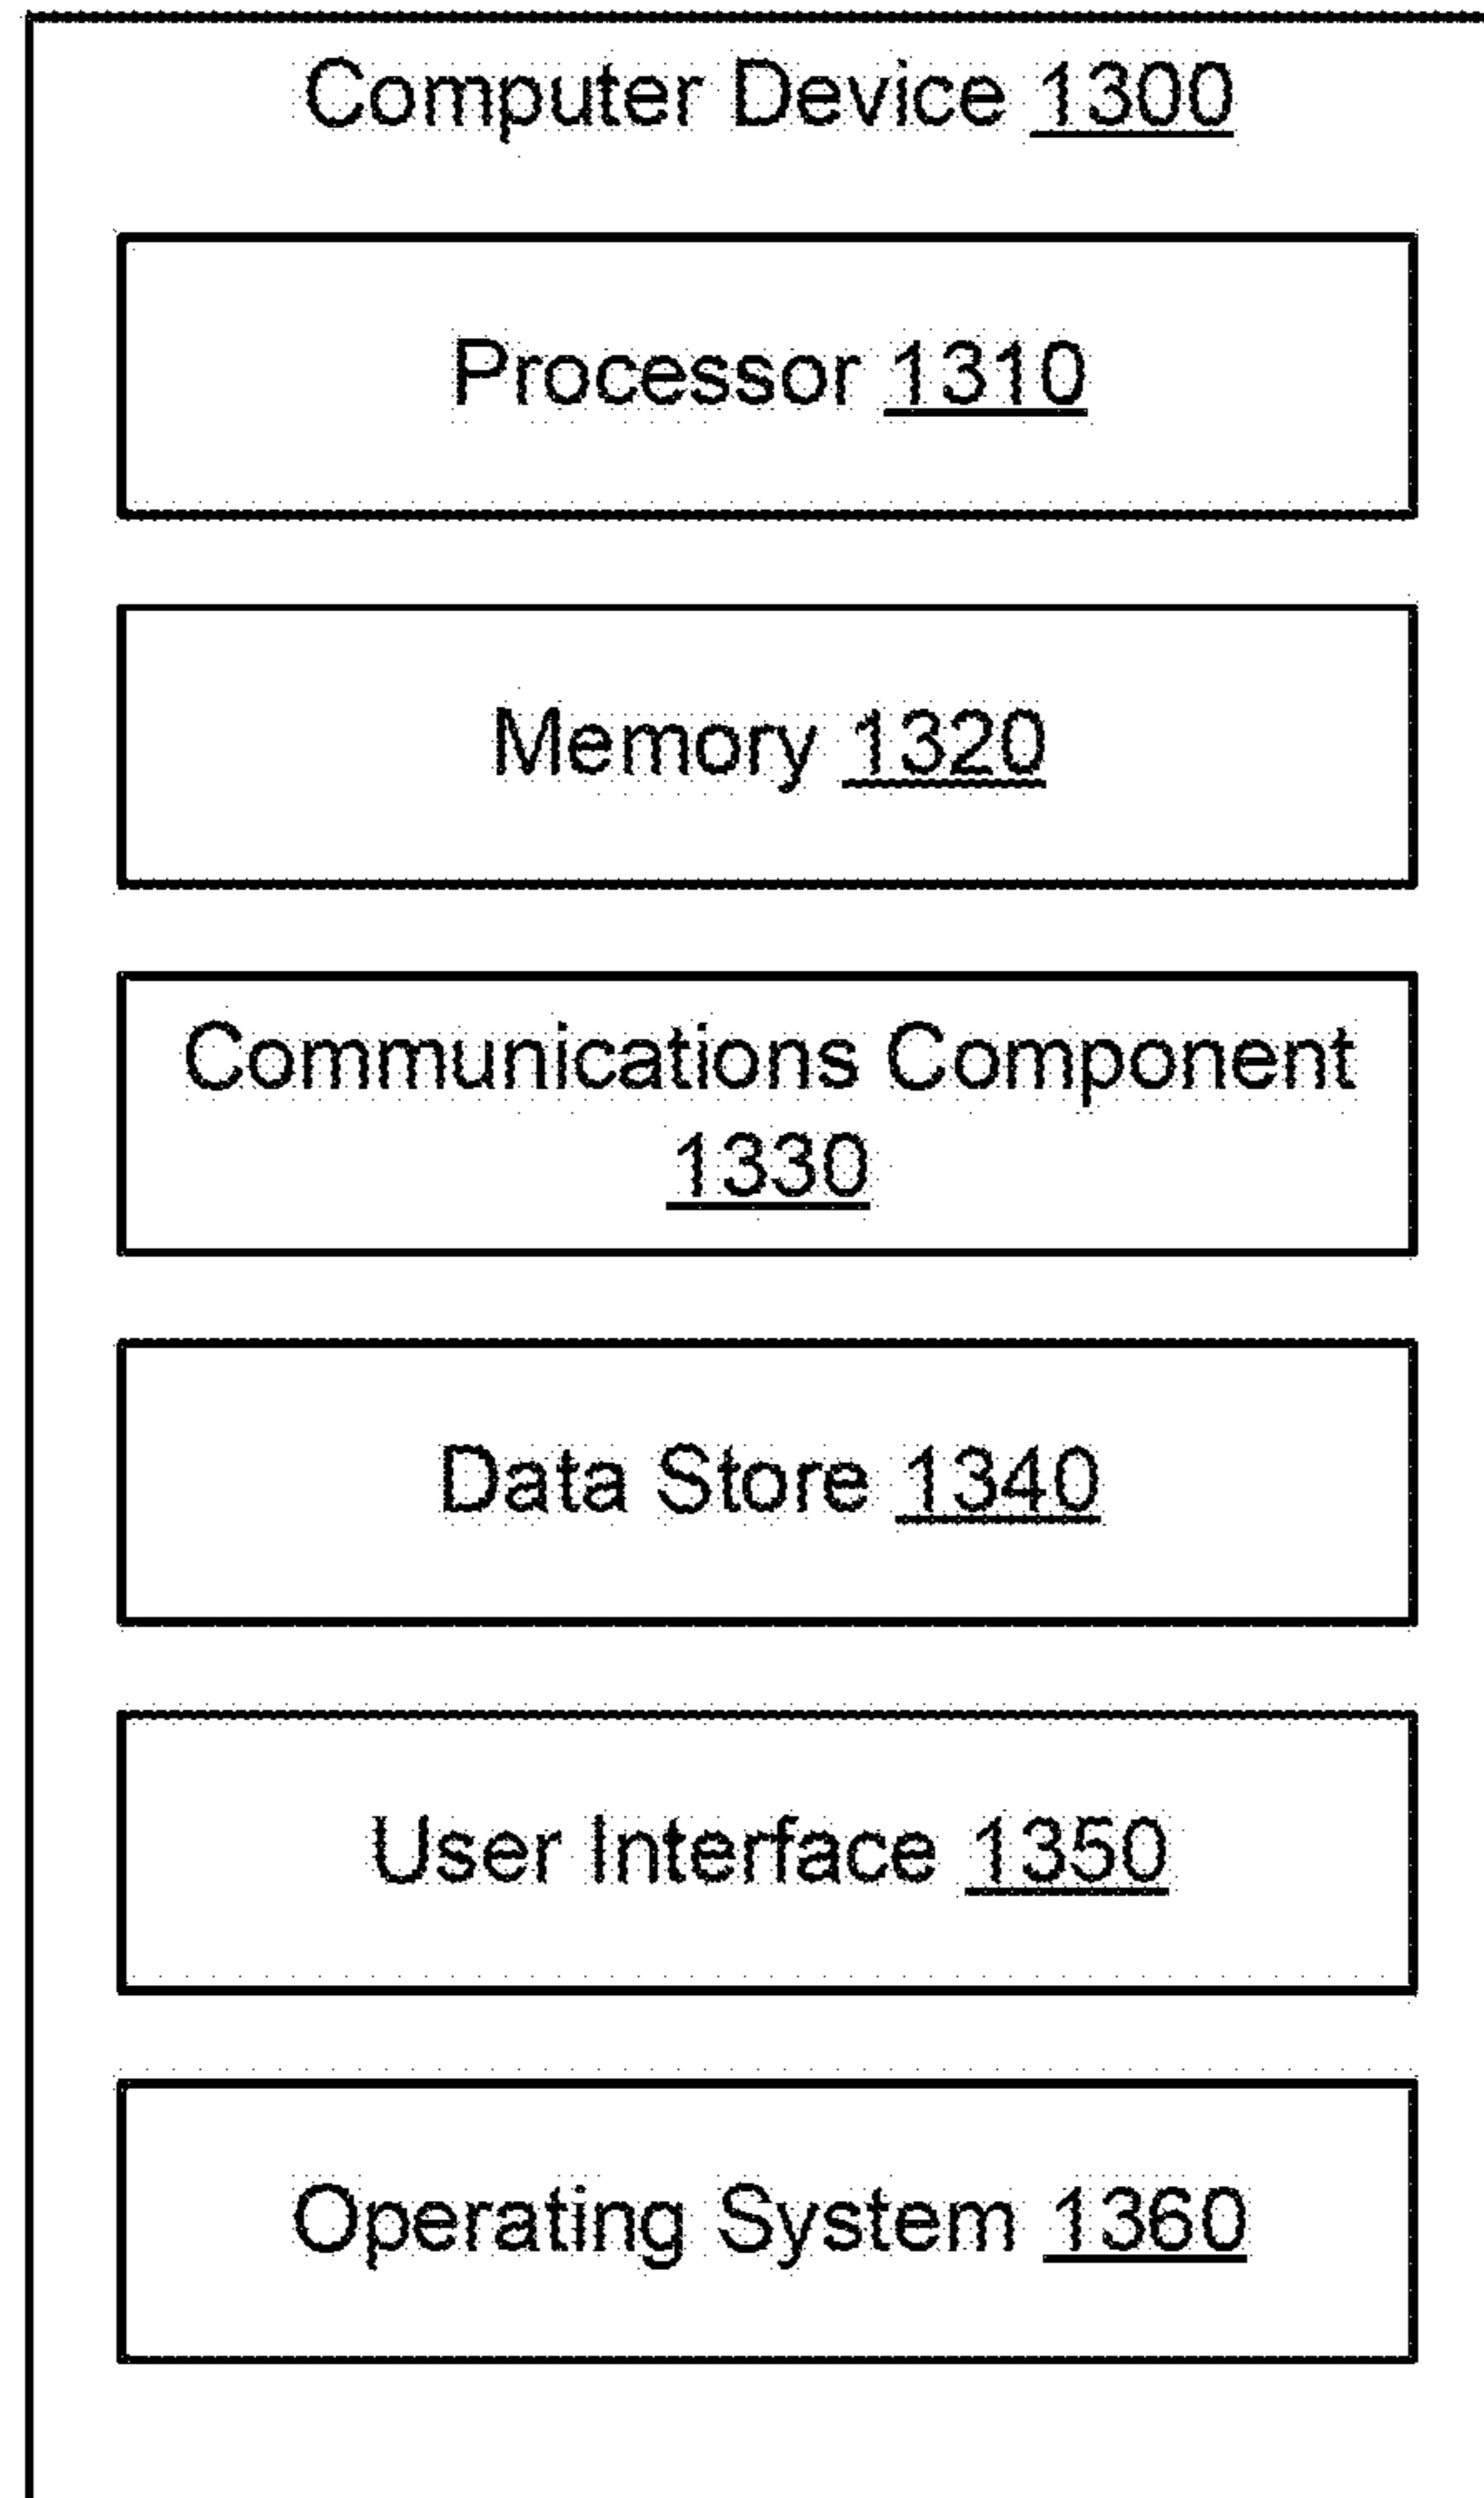 Computer Device 1300
Processor 1310
Memory 1320
Communications Component
1330
Data Store 1340
User Interface 1350
Operating System 1360